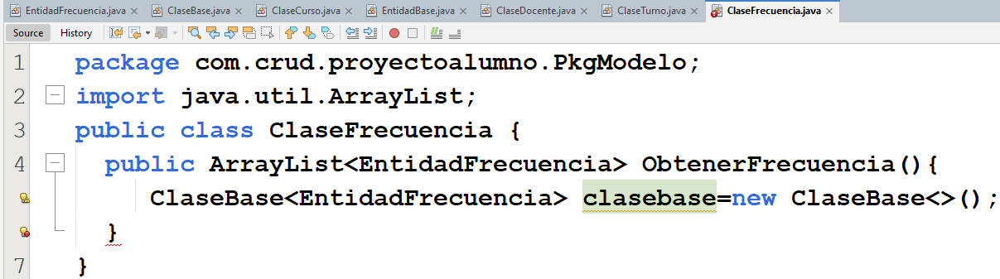 EntidadFrecuencia.java ClaseBase.java ClaseCurso.java EntidadBase.java ClaseDocente.java ClaseTurno.java ClaseFrecuencia.java
Source History
1 package com.crud.proyectoalumno.PkgModelo;
2 import java.util.ArrayList;
3 public class ClaseFrecuencia {
4 public ArrayList<EntidadFrecuencia> ObtenerFrecuencia(){
ClaseBase<EntidadFrecuencia> clasebase=new ClaseBase<>();
}
7 }